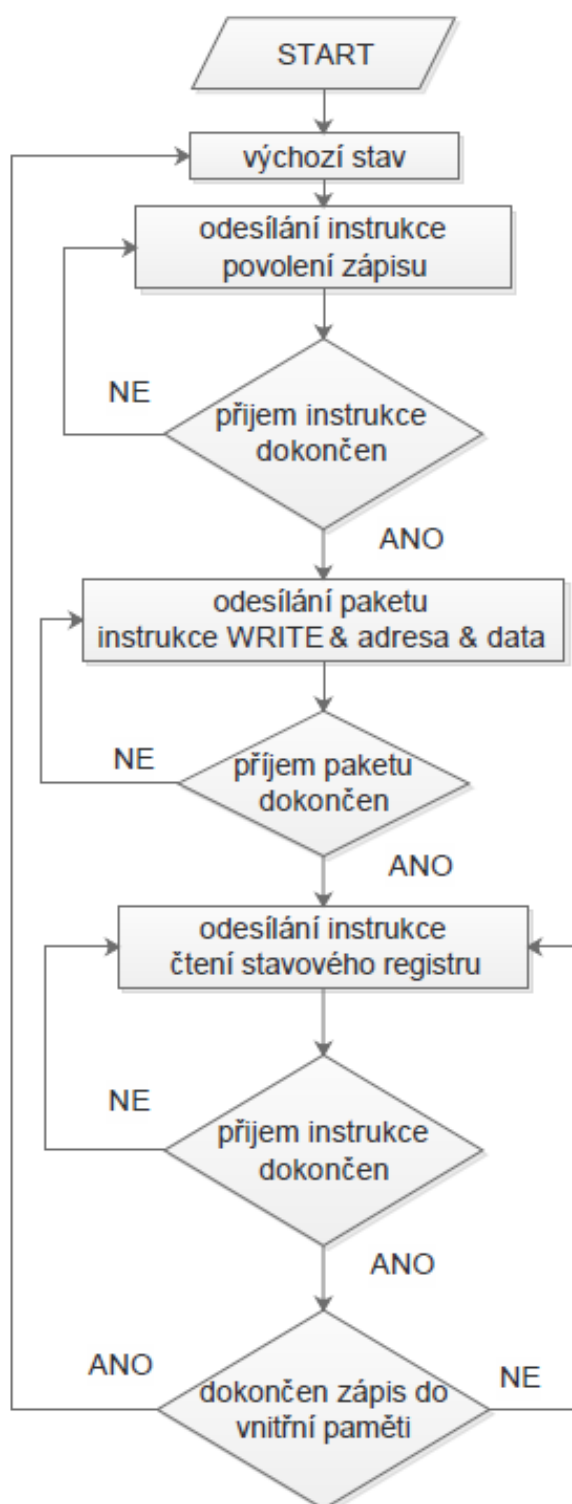 START
výchozí stav
odesílání instrukce
povolení zápisu
NE
přijem instrukce
dokončen
ANO
odesílání paketu
instrukce WRITE & adresa & data
NE
příjem paketu
dokončen
ANO
odesílání instrukce
čtení stavového registru
NE
přijem instrukce
dokončen
ANO
ANO
dokončen zápis do
vnitřní paměti
NE